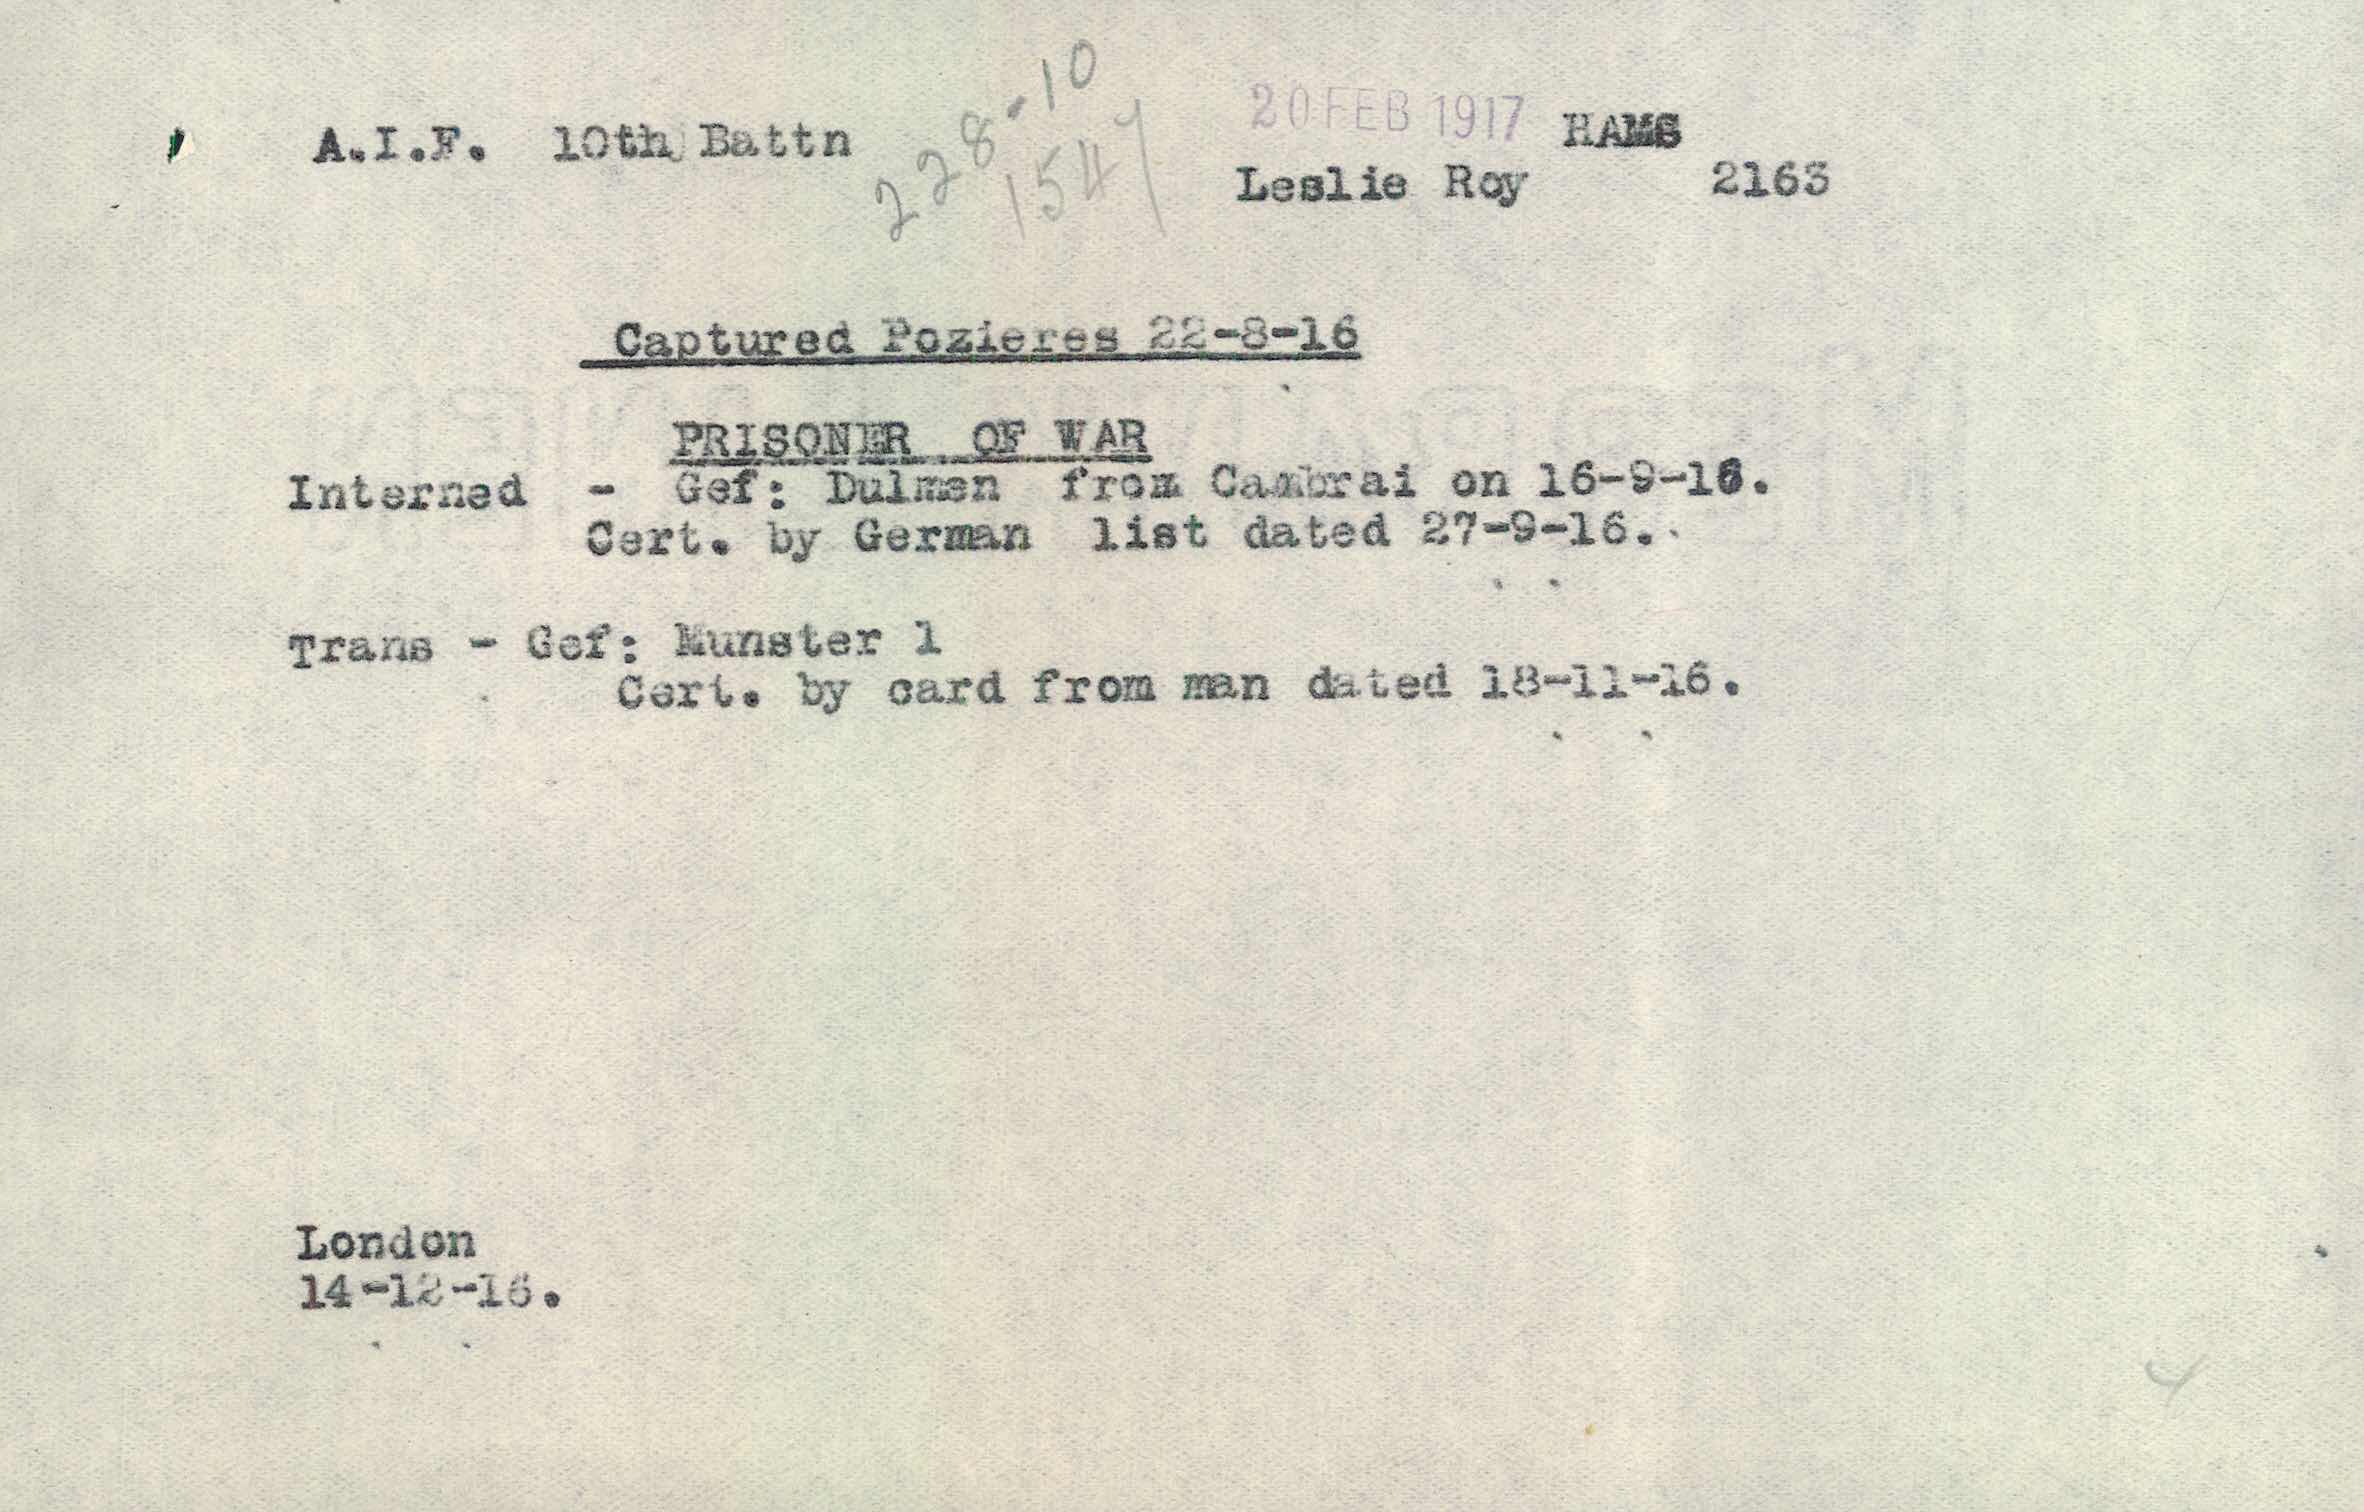 20 FEB 1917
A.I.F. 10th Battn 228-10 HAMS
1547
Leslie Roy 2163
Captured Pozieres 22-8-16
PRISONER OF WAR
Interned - Gef: Dulmen from Cambrai on 16-9-16.
Cert. by German list dated 27-9-16.
Trans - Gef: Munster 1
Cert. by card from man dated 18-11-16.
London
14-12-16.